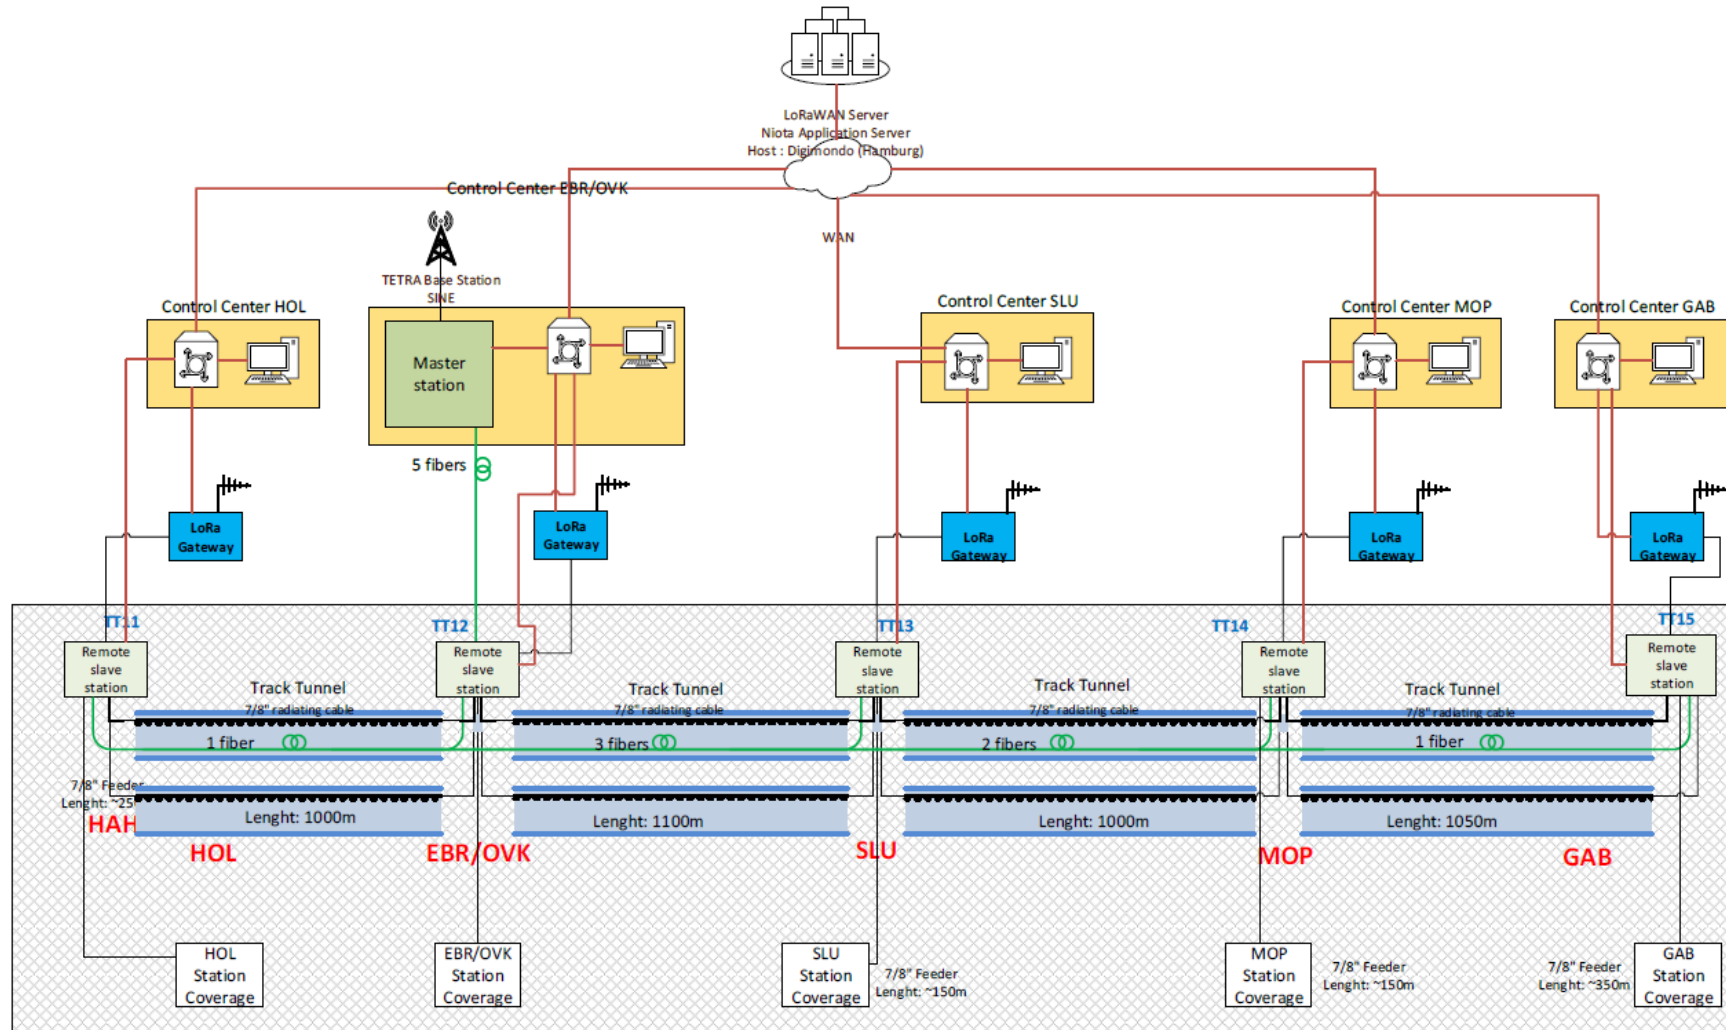 LoRaWAN Server
Niota Application Server
Host : Digimondo (Hamburg)
Control Center EBR/OVK
WAN
TETRA Base Station
SINE
Control Center HOL
Control Center SLU
Control Center MOP
Control Center GAB
Master
station
5 fibers
LoRa
Gateway
LoRa
Gateway
LoRa
Gateway
LoRa
Gateway
LoRa
Gateway
TT11
TT12
TT13
TT14
TT15
Remote
slave
station
Remote
slave
station
Remote
slave
station
Remote
slave
station
Remote
slave
station
Track Tunnel
7/8" radiating cable
Track Tunnel
7/8" radiating cable
Track Tunnel
7/8" radiating cable
Track Tunnel
7/8" radiating cable
1 fiber
3 fibers
2 fibers
1 fiber
7/8" Feeder
Lenght: ~25
HAH
Lenght: 1000m
Lenght: 1100m
Lenght: 1000m
Lenght: 1050m
HOL
EBR/OVK
SLU
MOP
GAB
HOL
Station
Coverage
EBR/OVK
Station
Coverage
SLU
Station
Coverage
7/8" Feeder
Lenght: ~150m
MOP
Station
Coverage
7/8" Feeder
Lenght: ~150m
7/8" Feeder
Lenght: ~350m
GAB
Station
Coverage